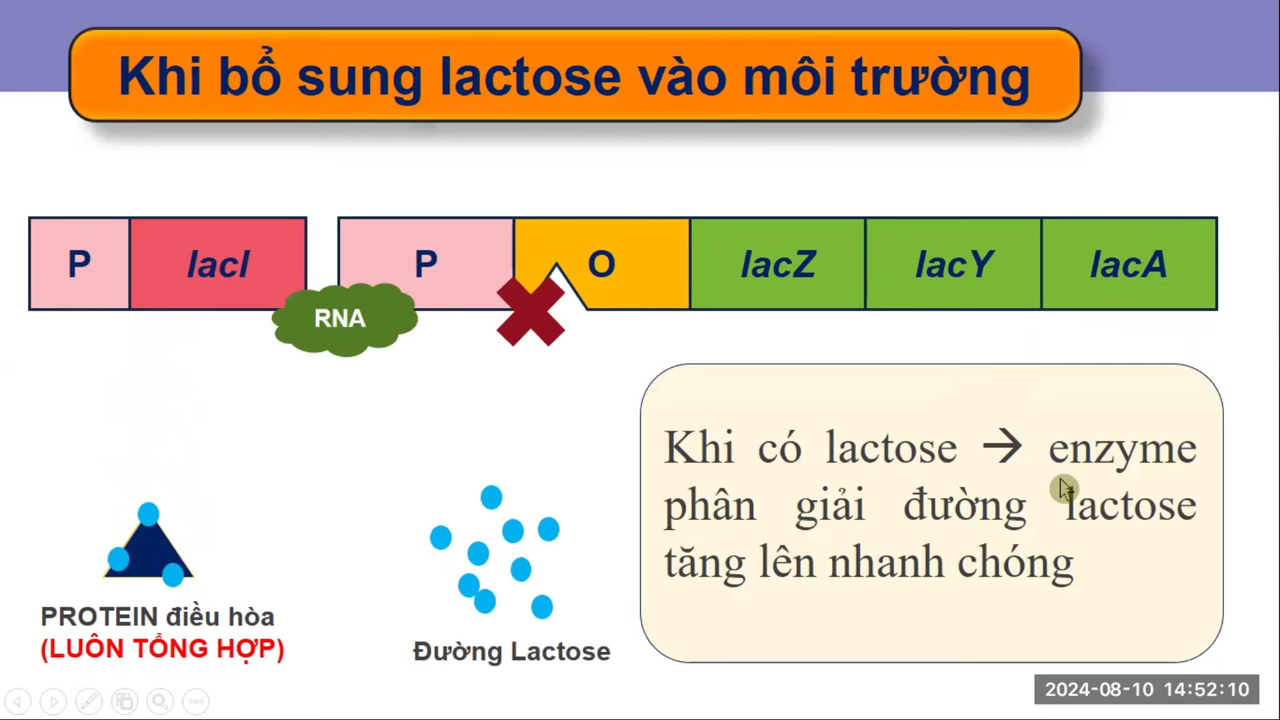 Khi bổ sung lactose vào môi trường
P lacI P O lacZ lacY lacA
RNA
Khi có lactose → enzyme
phân giải đường lactose
tăng lên nhanh chóng
PROTEIN điều hòa
(LUÔN TỔNG HỢP)
Đường Lactose
2024-08-10 14:52:10